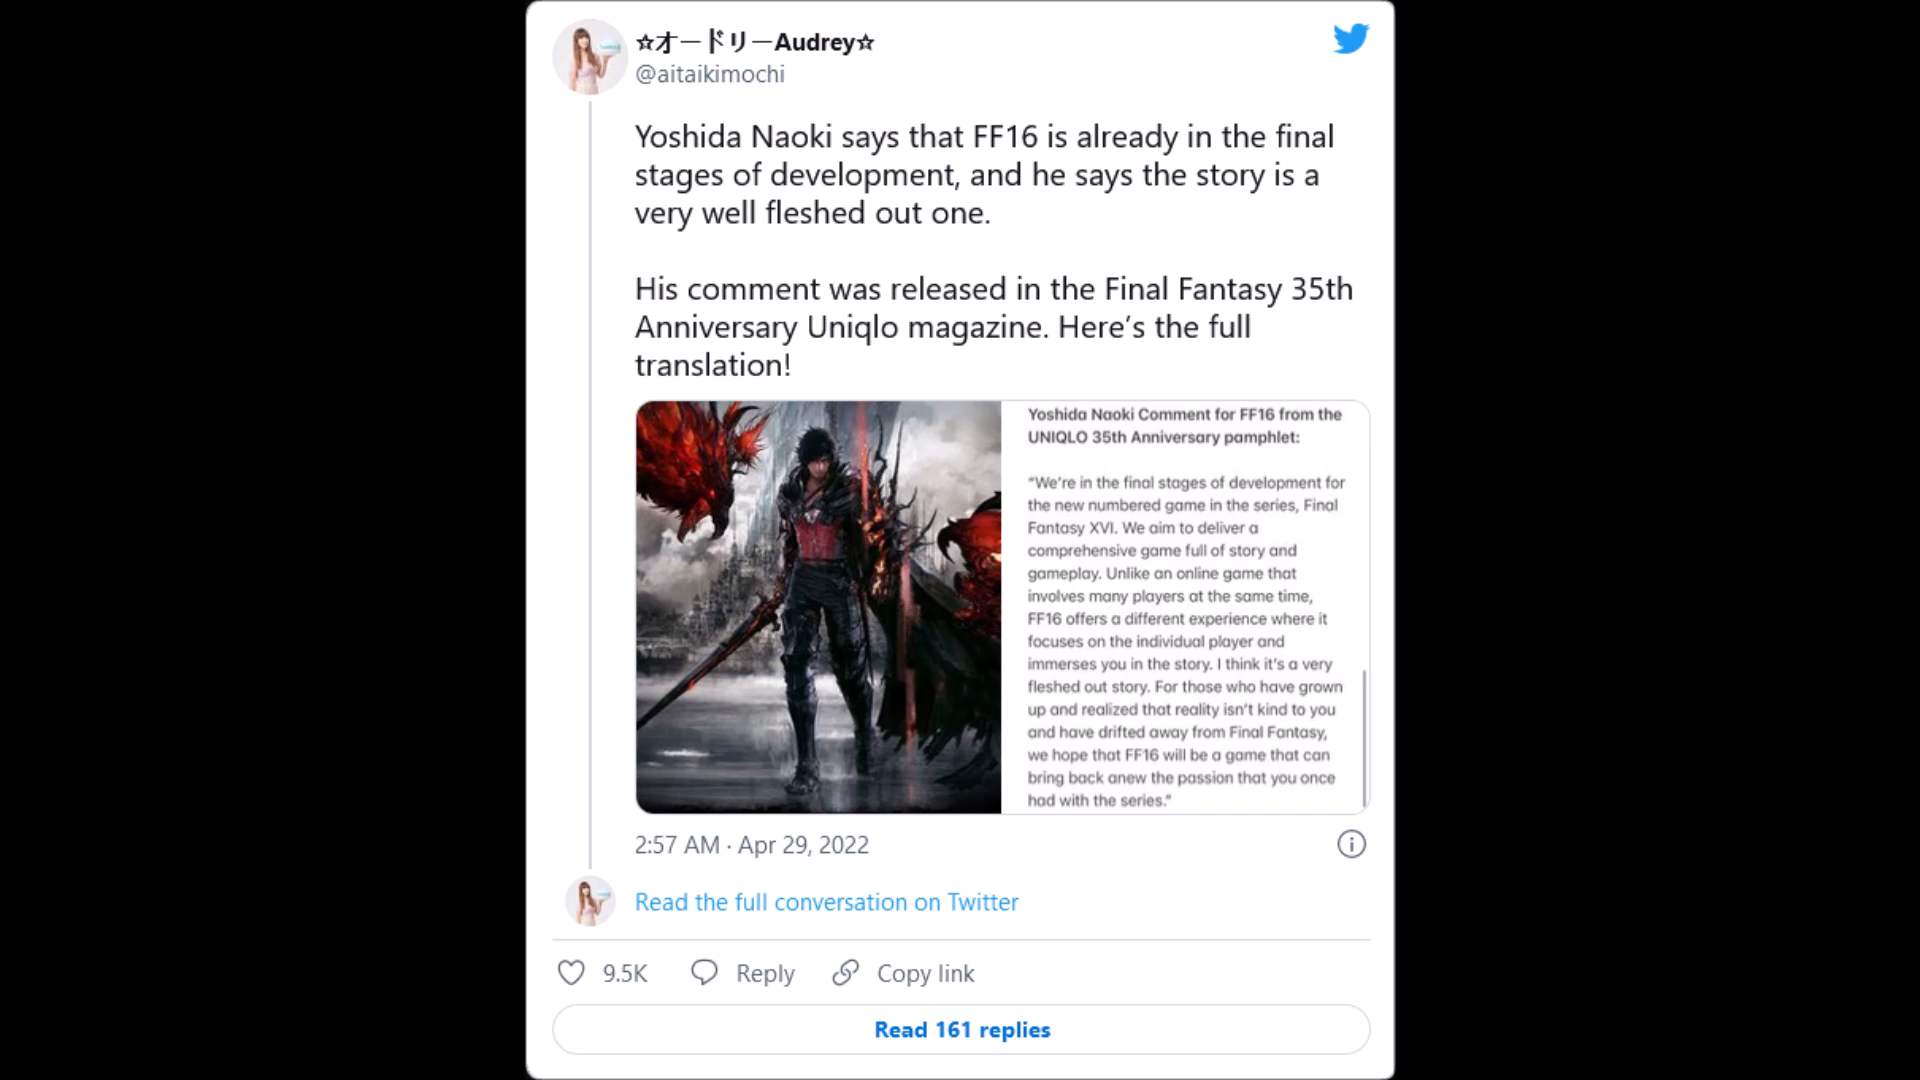 ☆オードリーAudrey☆
@aitaikimochi
Yoshida Naoki says that FF16 is already in the final
stages of development, and he says the story is a
very well fleshed out one.
His comment was released in the Final Fantasy 35th
Anniversary Uniqlo magazine. Here’s the full
translation!
Yoshida Naoki Comment for FF16 from the
UNIQLO 35th Anniversary pamphlet:
“We’re in the final stages of development for
the new numbered game in the series, Final
Fantasy XVI. We aim to deliver a
comprehensive game full of story and
gameplay. Unlike an online game that
involves many players at the same time,
FF16 offers a different experience where it
focuses on the individual player and
immerses you in the story. I think it’s a very
fleshed out story. For those who have grown
up and realized that reality isn’t kind to you
and have drifted away from Final Fantasy,
we hope that FF16 will be a game that can
bring back anew the passion that you once
had with the series.”
2:57 AM · Apr 29, 2022
Read the full conversation on Twitter
9.5K Reply Copy link
Read 161 replies